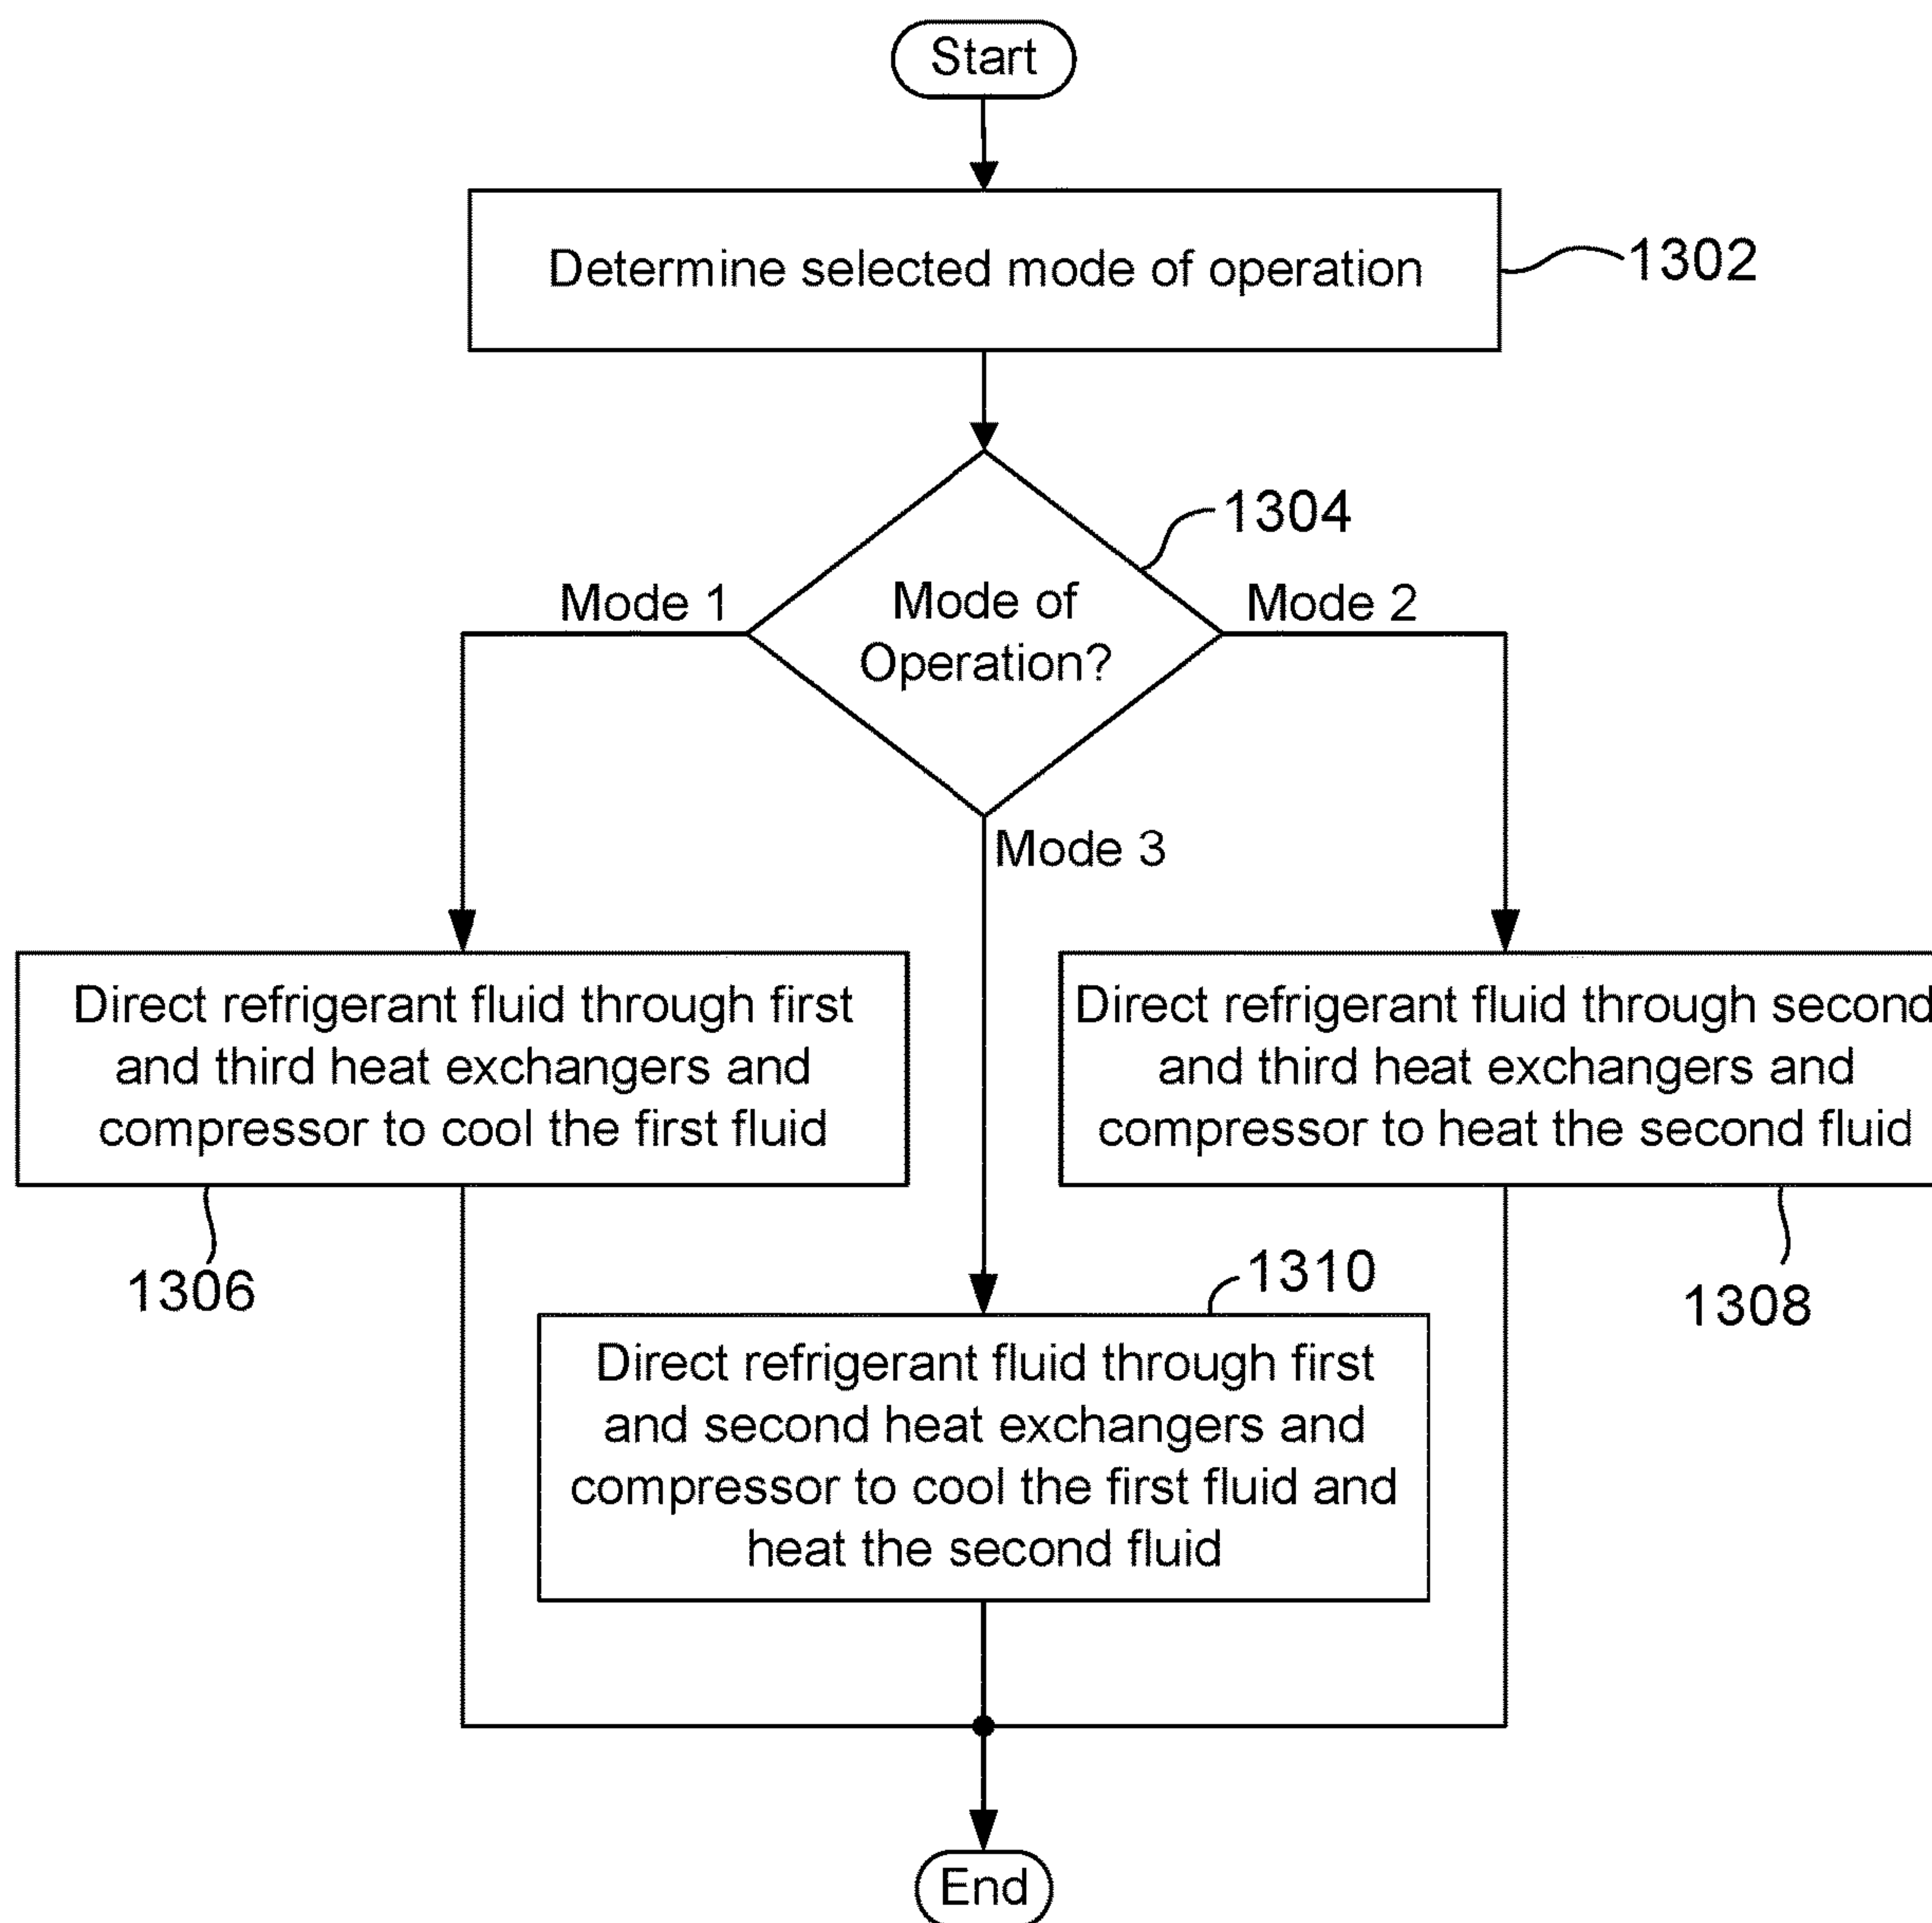 Start
Determine selected mode of operation
1302
1304
Mode of
Operation?
Mode 1
Mode 2
Mode 3
Direct refrigerant fluid through first
and third heat exchangers and
compressor to cool the first fluid
1306
Direct refrigerant fluid through second
and third heat exchangers and
compressor to heat the second fluid
1308
1310
Direct refrigerant fluid through first
and second heat exchangers and
compressor to cool the first fluid and
heat the second fluid
End